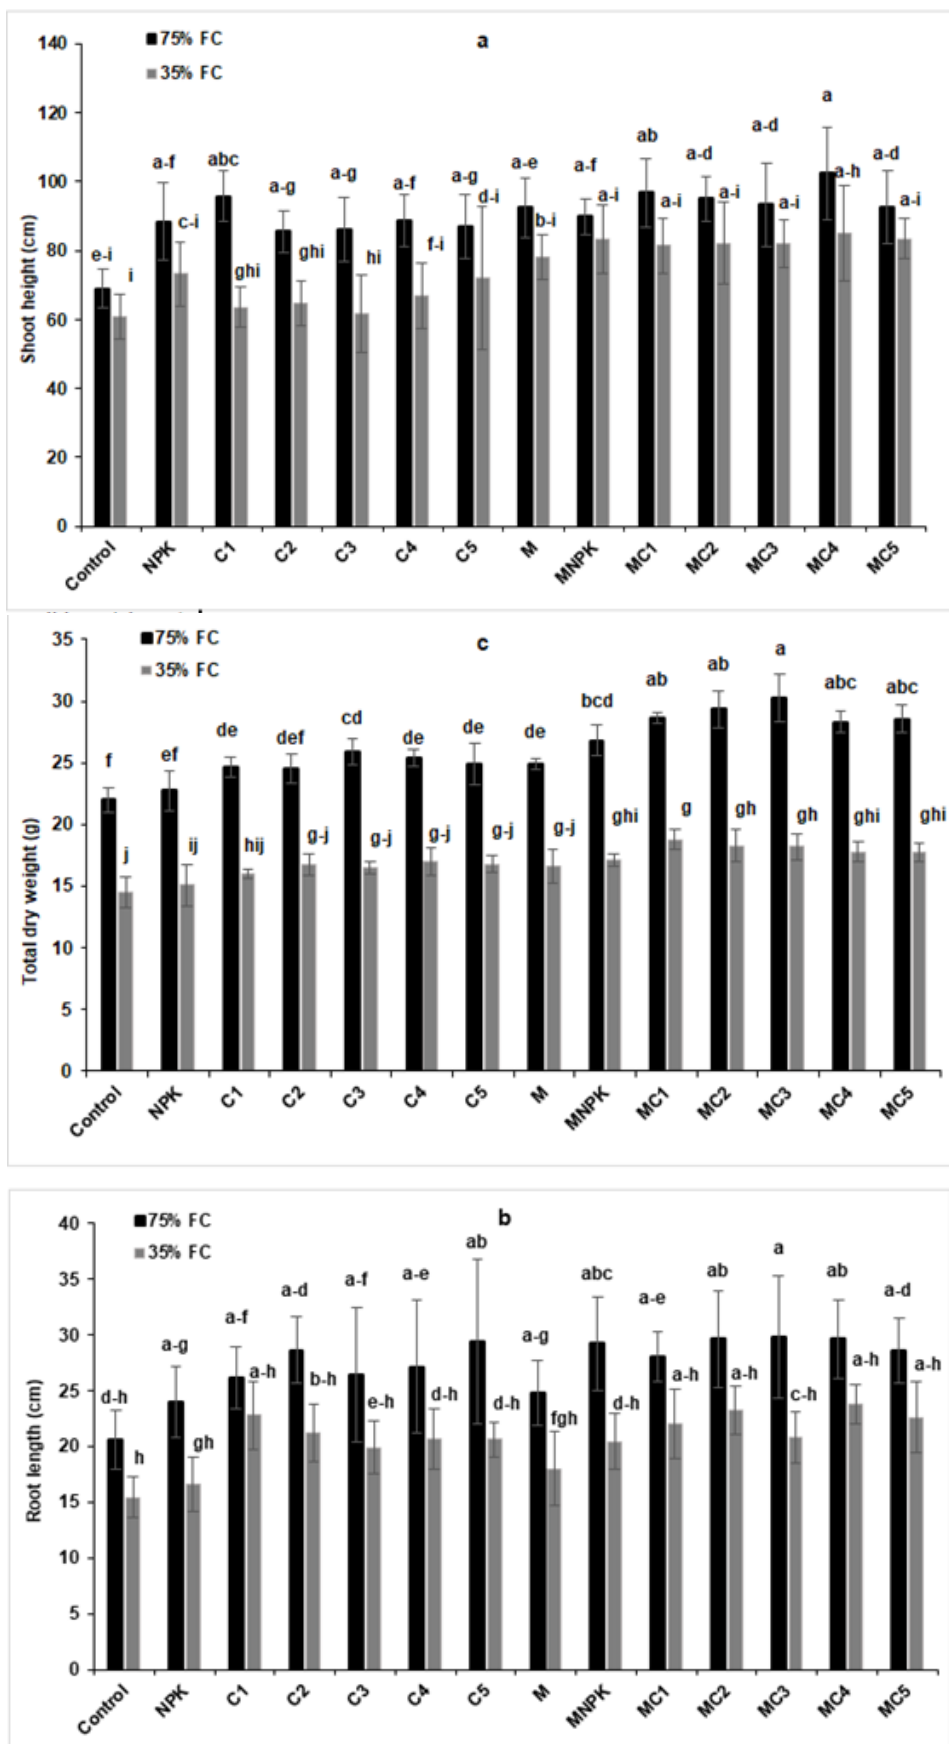 a
75% FC
35% FC
Shoot height (cm)
140
120
100
80
60
40
20
0
e-i i a-f c-i abc ghi a-g ghi a-g hi a-f f-i a-g d-i a-e b-i a-f a-i ab a-i a-d a-i a-d a-i a a-h a-d a-i
Control NPK C1 C2 C3 C4 C5 M MNPK MC1 MC2 MC3 MC4 MC5
c
75% FC
35% FC
Total dry weight (g)
35
30
25
20
15
10
5
0
f j ef ij de hij def g-j cd g-j de g-j de g-j de g-j bcd ghi ab g ab gh a gh abc ghi abc ghi
Control NPK C1 C2 C3 C4 C5 M MNPK MC1 MC2 MC3 MC4 MC5
b
75% FC
35% FC
Root length (cm)
40
35
30
25
20
15
10
5
0
d-h h a-g gh a-f a-h a-d b-h a-f e-h a-e d-h ab d-h a-g fgh abc d-h a-e a-h ab a-h a c-h ab a-h a-d a-h
Control NPK C1 C2 C3 C4 C5 M MNPK MC1 MC2 MC3 MC4 MC5